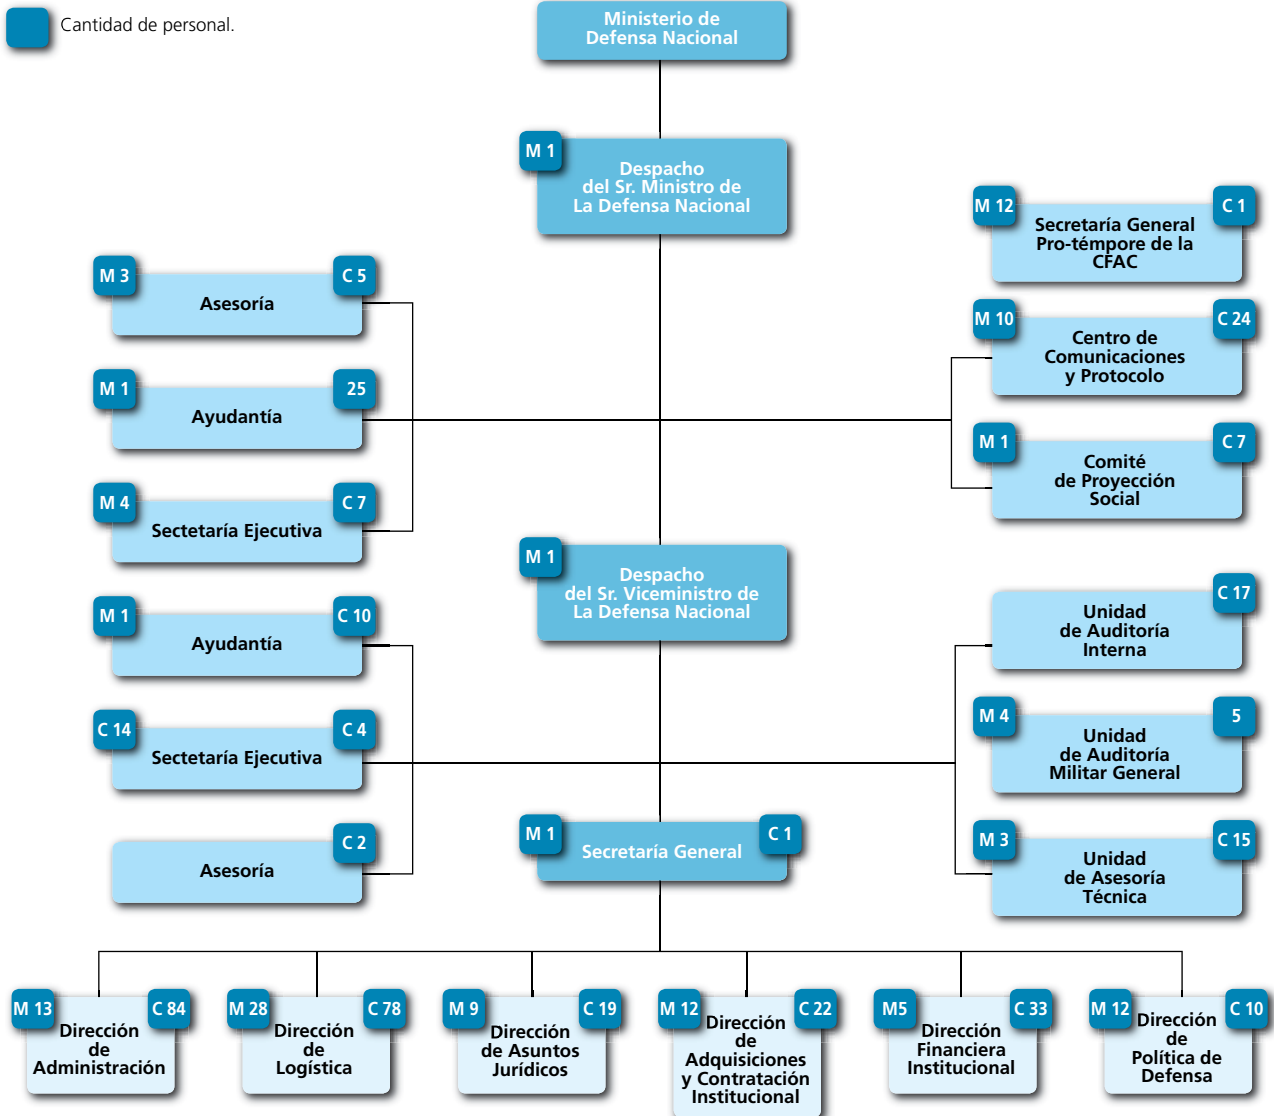 Cantidad de personal.
Ministerio de
Defensa Nacional
M 1
Despacho
del Sr. Ministro de
La Defensa Nacional
M 12
C 1
Secretaría General
Pro-témpore de la
CFAC
M 3
C 5
Asesoría
M 10
C 24
Centro de
Comunicaciones
y Protocolo
M 1
25
Ayudantía
M 1
C 7
Comité
de Proyección
Social
M 4
C 7
Sectetaría Ejecutiva
M 1
Despacho
del Sr. Viceministro de
La Defensa Nacional
M 1
C 10
Ayudantía
C 17
Unidad
de Auditoría
Interna
C 14
C 4
Sectetaría Ejecutiva
M 4
5
Unidad
de Auditoría
Militar General
C 2
Asesoría
M 1
C 1
Secretaría General
M 3
C 15
Unidad
de Asesoría
Técnica
M 13
C 84
Dirección
de
Administración
M 28
C 78
Dirección
de
Logística
M 9
C 19
Dirección
de Asuntos
Jurídicos
M 12
C 22
Dirección
de
Adquisiciones
y Contratación
Institucional
M5
C 33
Dirección
Financiera
Institucional
M 12
C 10
Dirección
de
Política de
Defensa